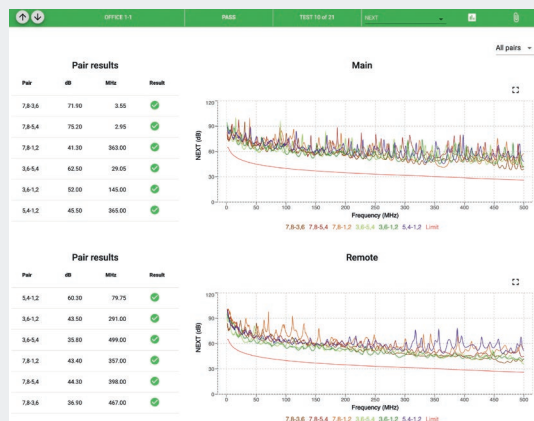 OFFICE 1-1 PASS TEST 10 of 21 NEXT
All pairs
Pair results
Main
Pair dB MHz Result
7,8-3,6 71.90 3.55
7,8-5,4 75.20 2.95
7,8-1,2 41.30 363.00
3,6-5,4 62.50 29.05
3,6-1,2 52.00 145.00
5,4-1,2 45.50 365.00
NEXT (dB)
120
90
60
30
0
0 50 100 150 200 250 300 350 400 450 500
Frequency (MHz)
7,8-3,6 7,8-5,4 7,8-1,2 3,6-5,4 3,6-1,2 5,4-1,2 Limit
Pair results
Remote
Pair dB MHz Result
5,4-1,2 60.30 79.75
3,6-1,2 43.50 291.00
3,6-5,4 35.80 499.00
7,8-1,2 43.40 357.00
7,8-5,4 44.30 398.00
7,8-3,6 36.90 467.00
NEXT (dB)
120
90
60
30
0
0 50 100 150 200 250 300 350 400 450 500
Frequency (MHz)
7,8-3,6 7,8-5,4 7,8-1,2 3,6-5,4 3,6-1,2 5,4-1,2 Limit